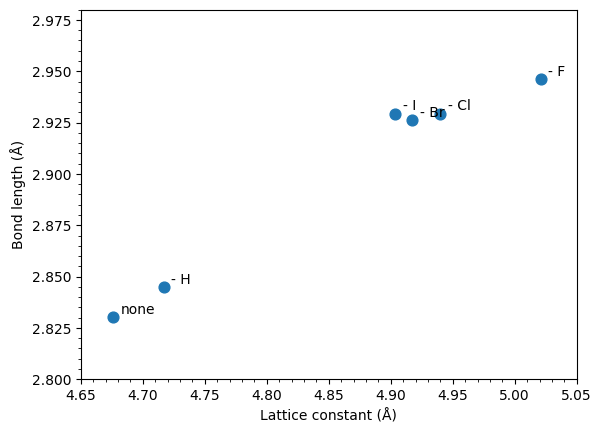 2.975
2.950
2.925
2.900
2.875
2.850
2.825
2.800
Bond length (Å)
- F
- I
- Br
- Cl
- H
none
4.65 4.70 4.75 4.80 4.85 4.90 4.95 5.00 5.05
Lattice constant (Å)